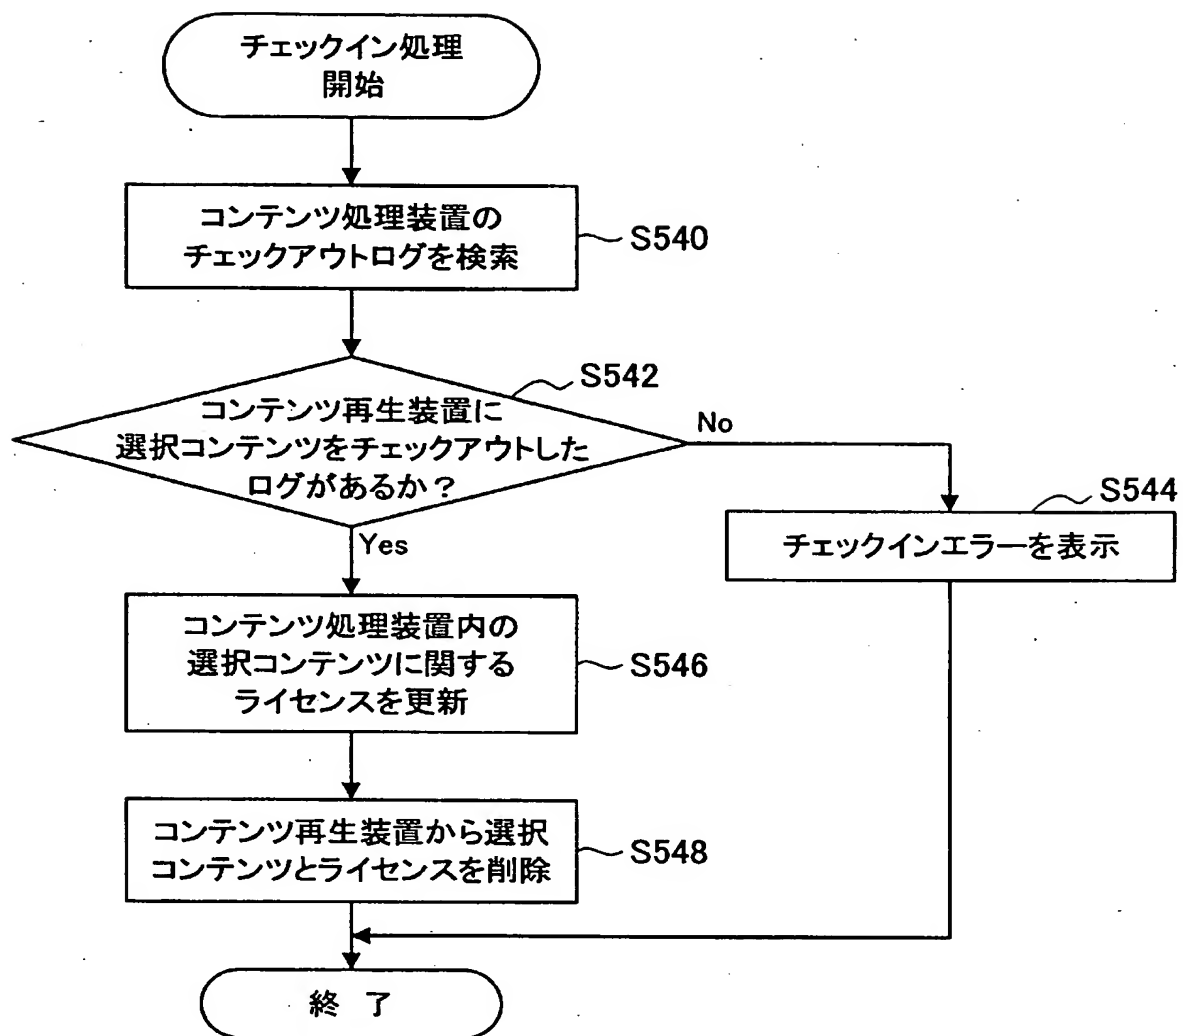 チェックイン処理
開始
コンテンツ処理装置の
チェックアウトログを検索
S540
S542
コンテンツ再生装置に
選択コンテンツをチェックアウトした
ログがあるか？
No
S544
チェックインエラーを表示
Yes
コンテンツ処理装置内の
選択コンテンツに関する
ライセンスを更新
S546
コンテンツ再生装置から選択
コンテンツとライセンスを削除
S548
終 了